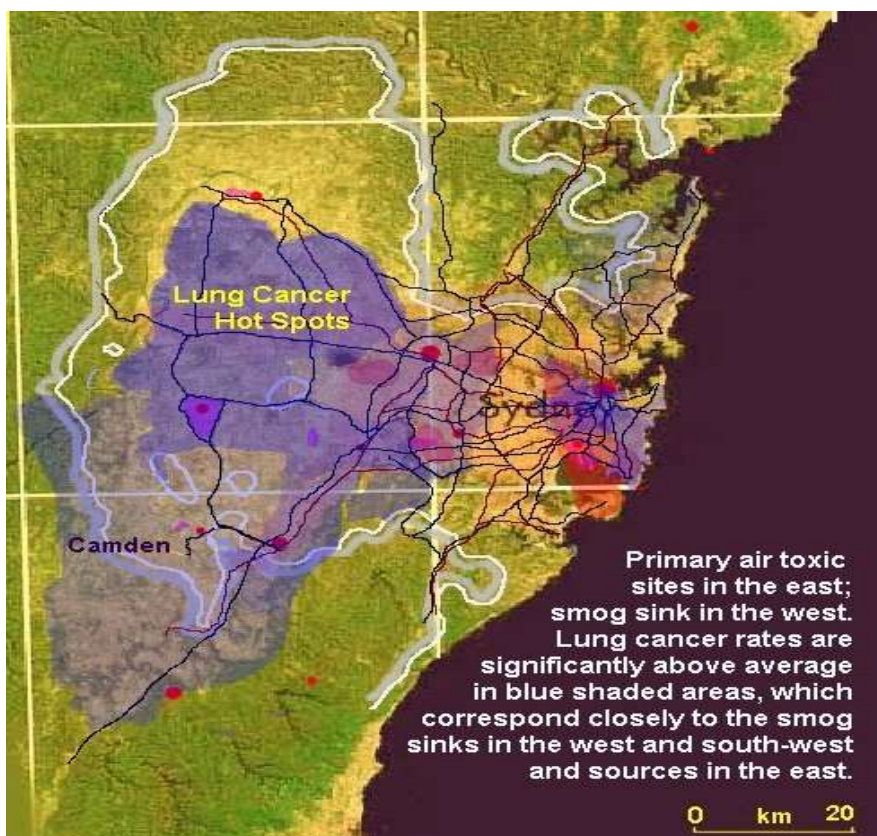 Lung Cancer
Hot Spots
Sydney
Camden
Primary air toxic
sites in the east;
smog sink in the west.
Lung cancer rates are
significantly above average
in blue shaded areas, which
correspond closely to the smog
sinks in the west and south-west
and sources in the east.
0 km 20